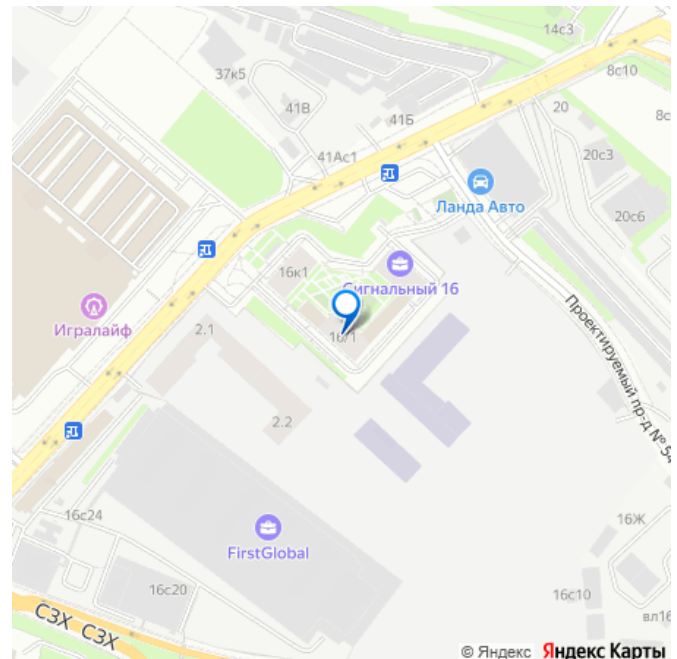 14с3
37к5
8с10
41В
41Б
20
8с
41Ас1
20с3
Ланда Авто
20с6
16к1
Сигнальный 16
Игралайф
2.1
16/1
Проектируемый пр-д № 54
2.2
16с24
16Ж
FirstGlobal
16с20
16с10
вл16
СЗХ СЗХ
© Яндекс Яндекс Карты